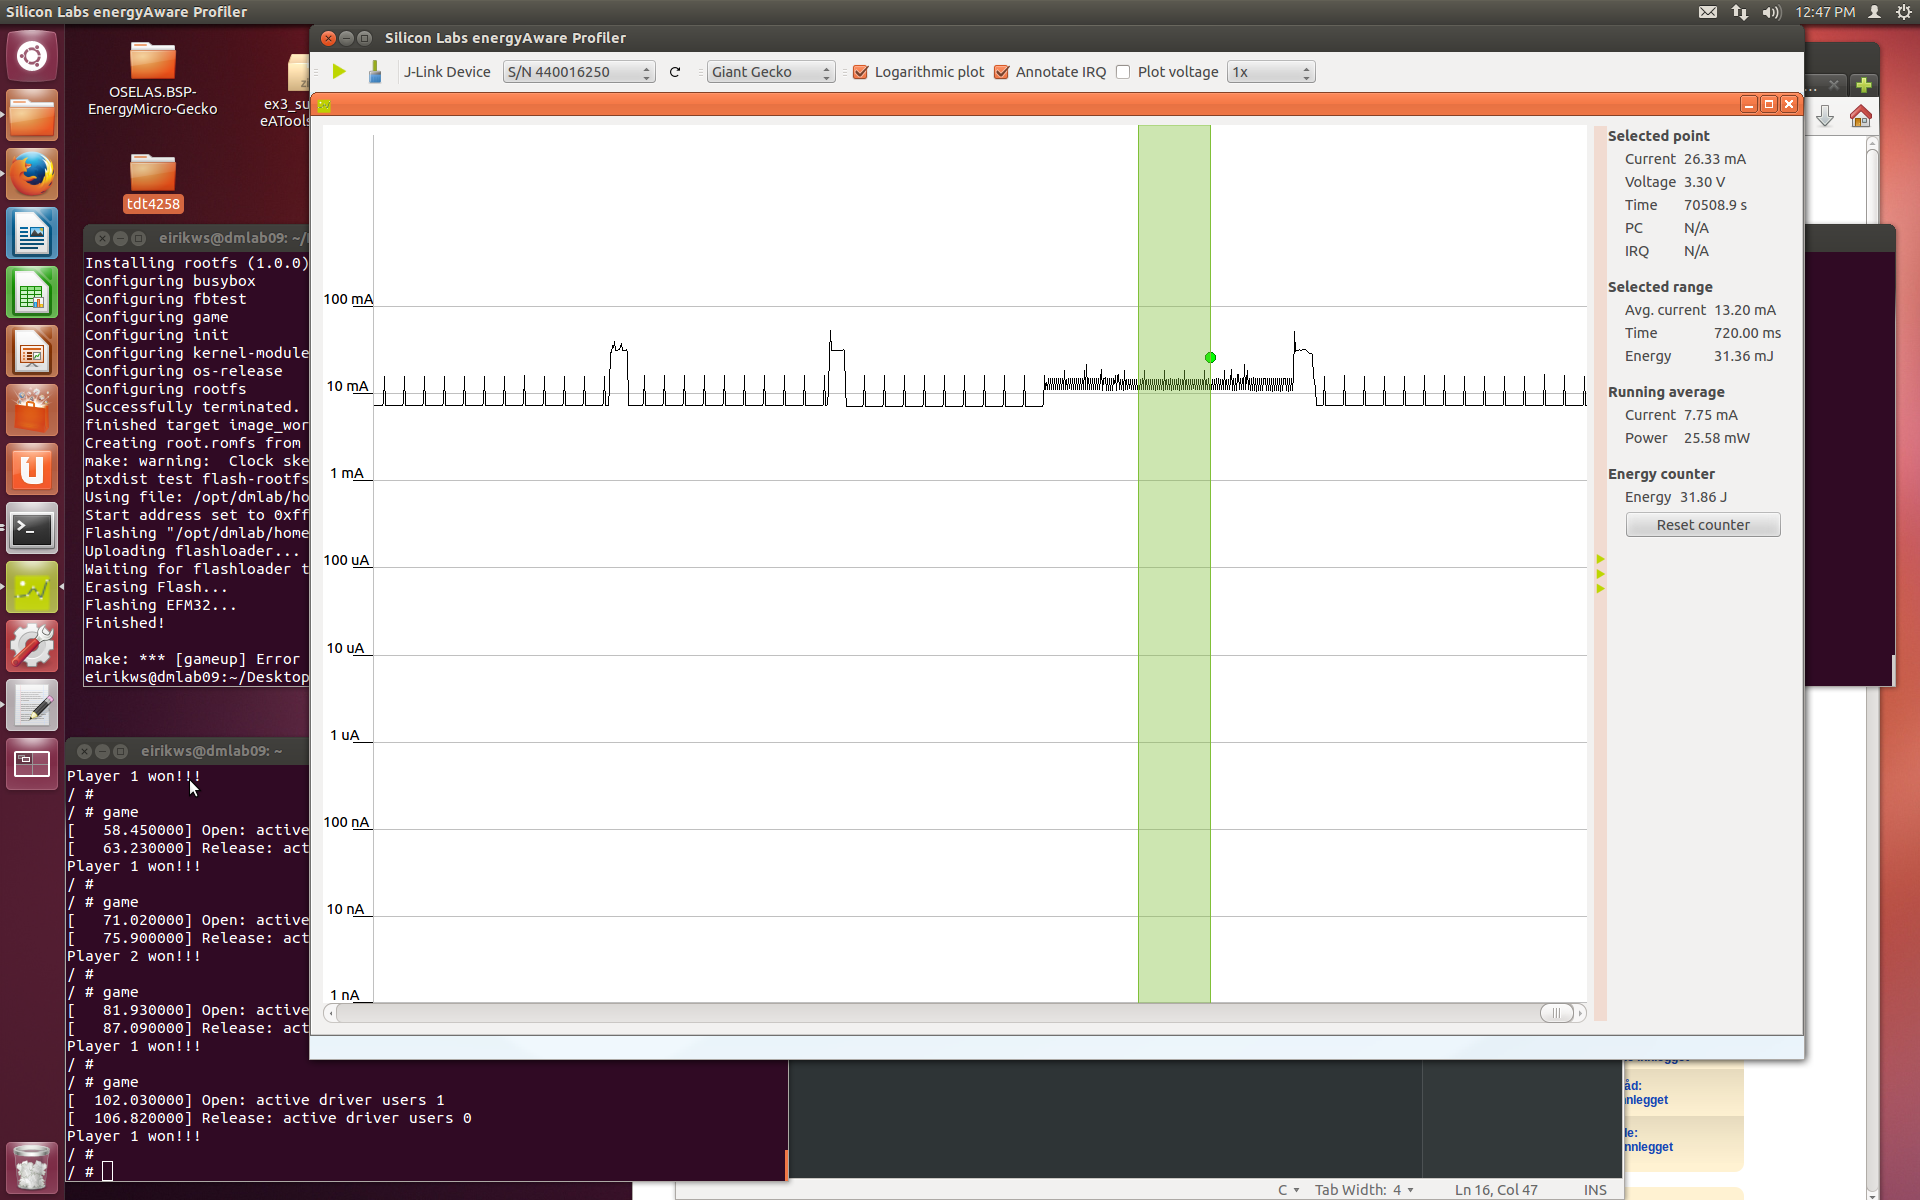 Silicon Labs energyAware Profiler
12:47 PM
OSELAS.BSP-
EnergyMicro-Gecko
ex3_su
eATools
tdt4258
Silicon Labs energyAware Profiler
J-Link Device
S/N 440016250
Giant Gecko
Logarithmic plot
Annotate IRQ
Plot voltage
1x
100 mA
10 mA
1 mA
100 uA
10 uA
1 uA
100 nA
10 nA
1 nA
Selected point
Current 26.33 mA
Voltage 3.30 V
Time 70508.9 s
PC N/A
IRQ N/A
Selected range
Avg. current 13.20 mA
Time 720.00 ms
Energy 31.36 mJ
Running average
Current 7.75 mA
Power 25.58 mW
Energy counter
Energy 31.86 J
Reset counter
eirikws@dmlab09: ~/
Installing rootfs (1.0.0)
Configuring busybox
Configuring fbtest
Configuring game
Configuring init
Configuring kernel-module
Configuring os-release
Configuring rootfs
Successfully terminated.
finished target image_wor
Creating root.romfs from
make: warning:  Clock ske
ptxdist test flash-rootfs
Using file: /opt/dmlab/ho
Start address set to 0xff
Flashing "/opt/dmlab/home
Uploading flashloader...
Waiting for flashloader t
Erasing Flash...
Flashing EFM32...
Finished!
make: *** [gameup] Error
eirikws@dmlab09:~/Desktop
eirikws@dmlab09: ~
Player 1 won!!!
/ #
/ # game
[   58.450000] Open: active
[   63.230000] Release: act
Player 1 won!!!
/ #
/ # game
[   71.020000] Open: active
[   75.900000] Release: act
Player 2 won!!!
/ #
/ # game
[   81.930000] Open: active
[   87.090000] Release: act
Player 1 won!!!
/ #
/ # game
[  102.030000] Open: active driver users 1
[  106.820000] Release: active driver users 0
Player 1 won!!!
/ #
/ #
åd:
nnlegget
le:
nnlegget
C
Tab Width: 4
Ln 16, Col 47
INS